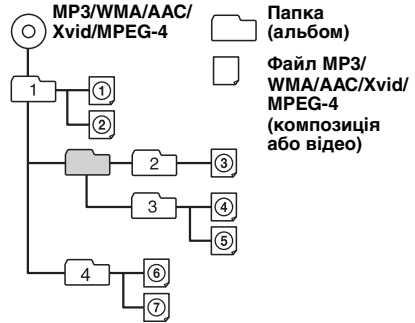 MP3/WMA/AAC/
Xvid/MPEG-4
Папка
(альбом)
Файл MP3/
WMA/AAC/Xvid/
MPEG-4
(композиція
або відео)
1
①
②
2
③
3
④
⑤
4
⑥
⑦